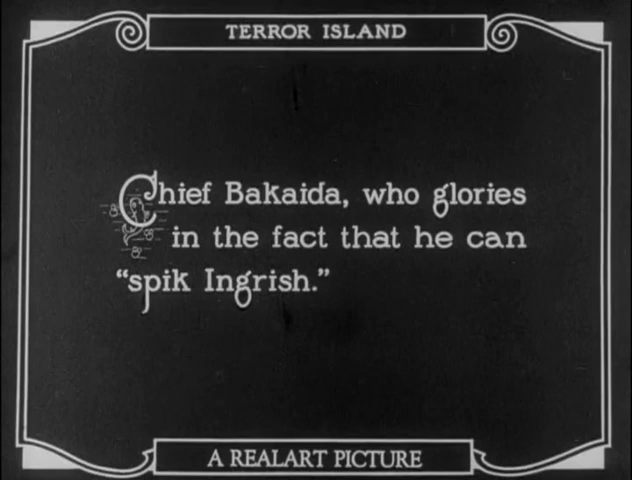 TERROR ISLAND
Chief Bakaida, who glories
in the fact that he can
“spik Ingrish.”
A REALART PICTURE